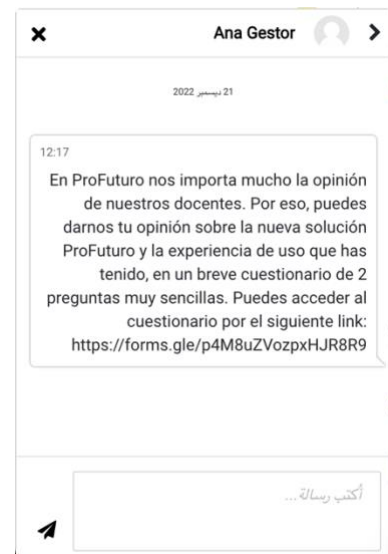 Ana Gestor
21 ديسمبر 2022
12:17
En ProFuturo nos importa mucho la opinión
de nuestros docentes. Por eso, puedes
darnos tu opinión sobre la nueva solución
ProFuturo y la experiencia de uso que has
tenido, en un breve cuestionario de 2
preguntas muy sencillas. Puedes acceder al
cuestionario por el siguiente link:
https://forms.gle/p4M8uZVozpxHJR8R9
أكتب رسالة ...